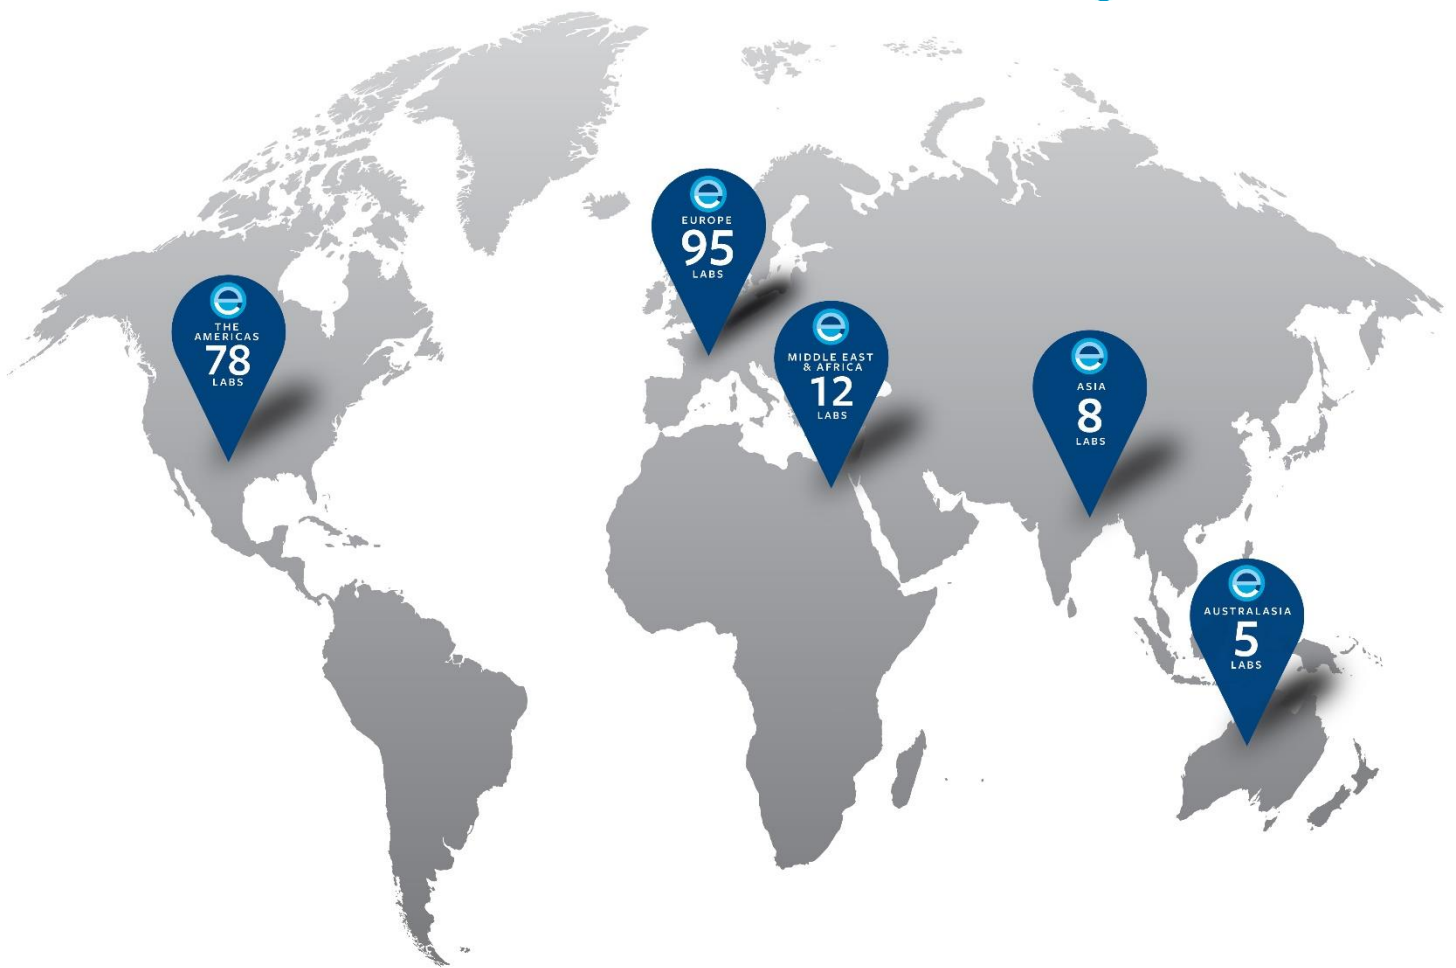 EUROPE
95
LABS
THE
AMERICAS
78
LABS
MIDDLE EAST
& AFRICA
12
LABS
ASIA
8
LABS
AUSTRALASIA
5
LABS